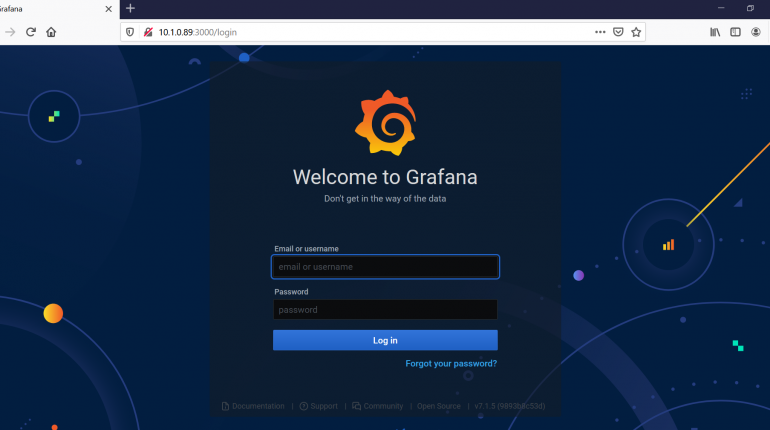 Grafana
10.1.0.89:3000/login
Welcome to Grafana
Don't get in the way of the data
Email or username
email or username
Password
password
Log in
Forgot your password?
Documentation | Support | Community | Open Source | v7.1.5